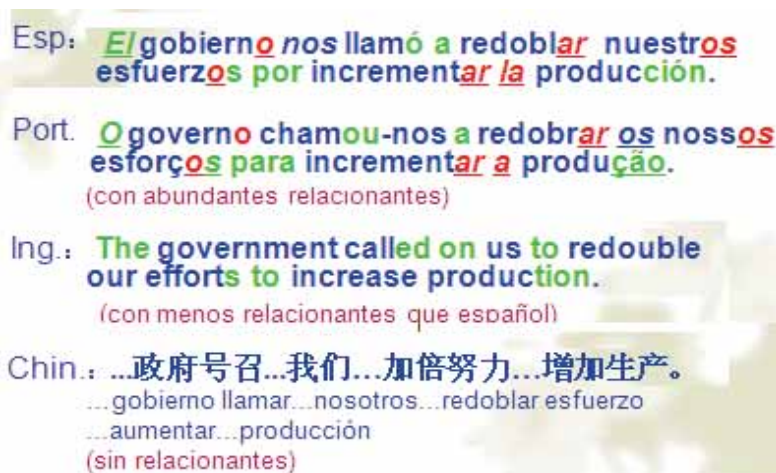 Esp: El gobierno nos llamó a redoblar nuestros
esfuerzos por incrementar la producción.
Port. O governo chamou-nos a redobrar os nossos
esforços para incrementar a produção.
(con abundantes relacionantes)
Ing.: The government called on us to redouble
our efforts to increase production.
(con menos relacionantes que español)
Chin.: ...政府号召...我们...加倍努力...增加生产。
...gobierno llamar...nosotros...redoblar esfuerzo
...aumentar...producción
(sin relacionantes)